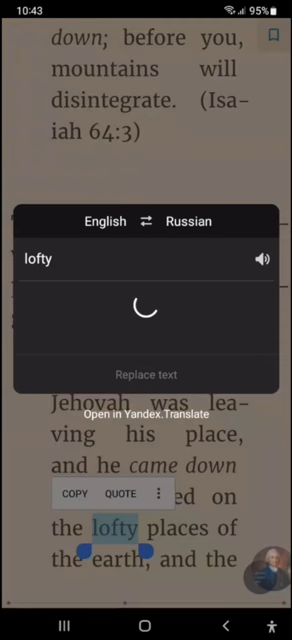 10:43
95%
down; before you,
mountains will
disintegrate. (Isa-
iah 64:3)
English
Russian
lofty
Replace text
Jehovah was lea-
Open in Yandex.Translate
ving his place,
and he came down
COPY QUOTE
ed on
the lofty places of
the earth, and the